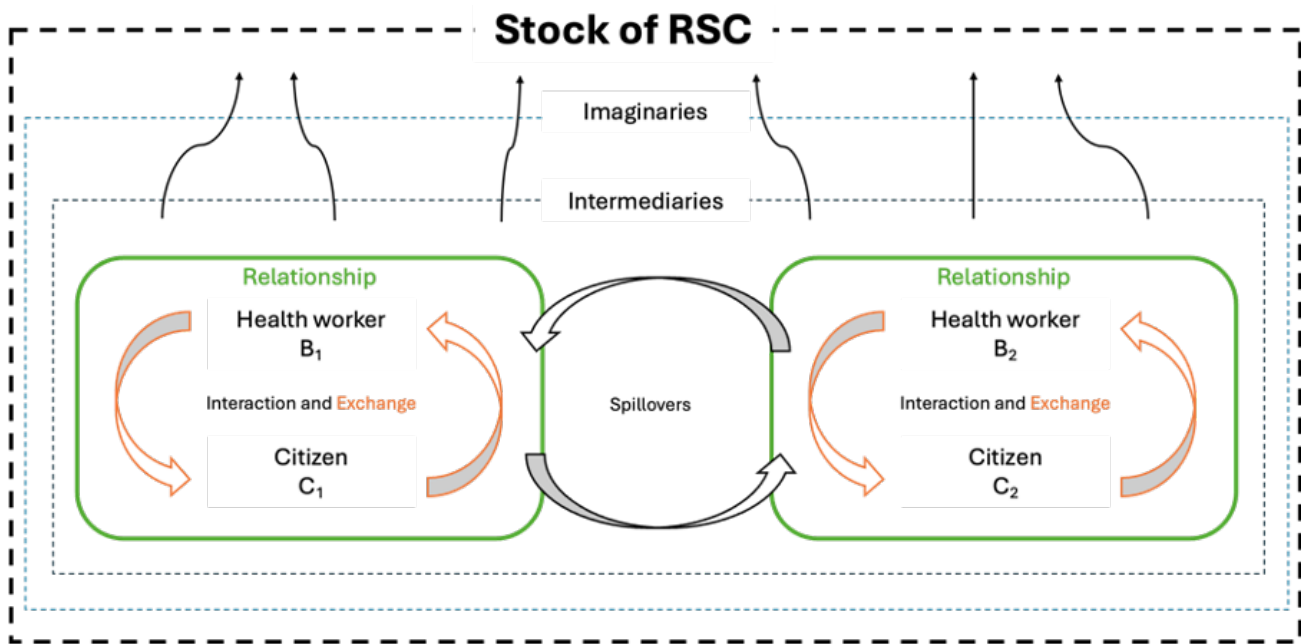 Stock of RSC
Imaginaries
Intermediaries
Relationship
Health worker
B₁
Interaction and Exchange
Citizen
C₁
Spillovers
Relationship
Health worker
B₂
Interaction and Exchange
Citizen
C₂